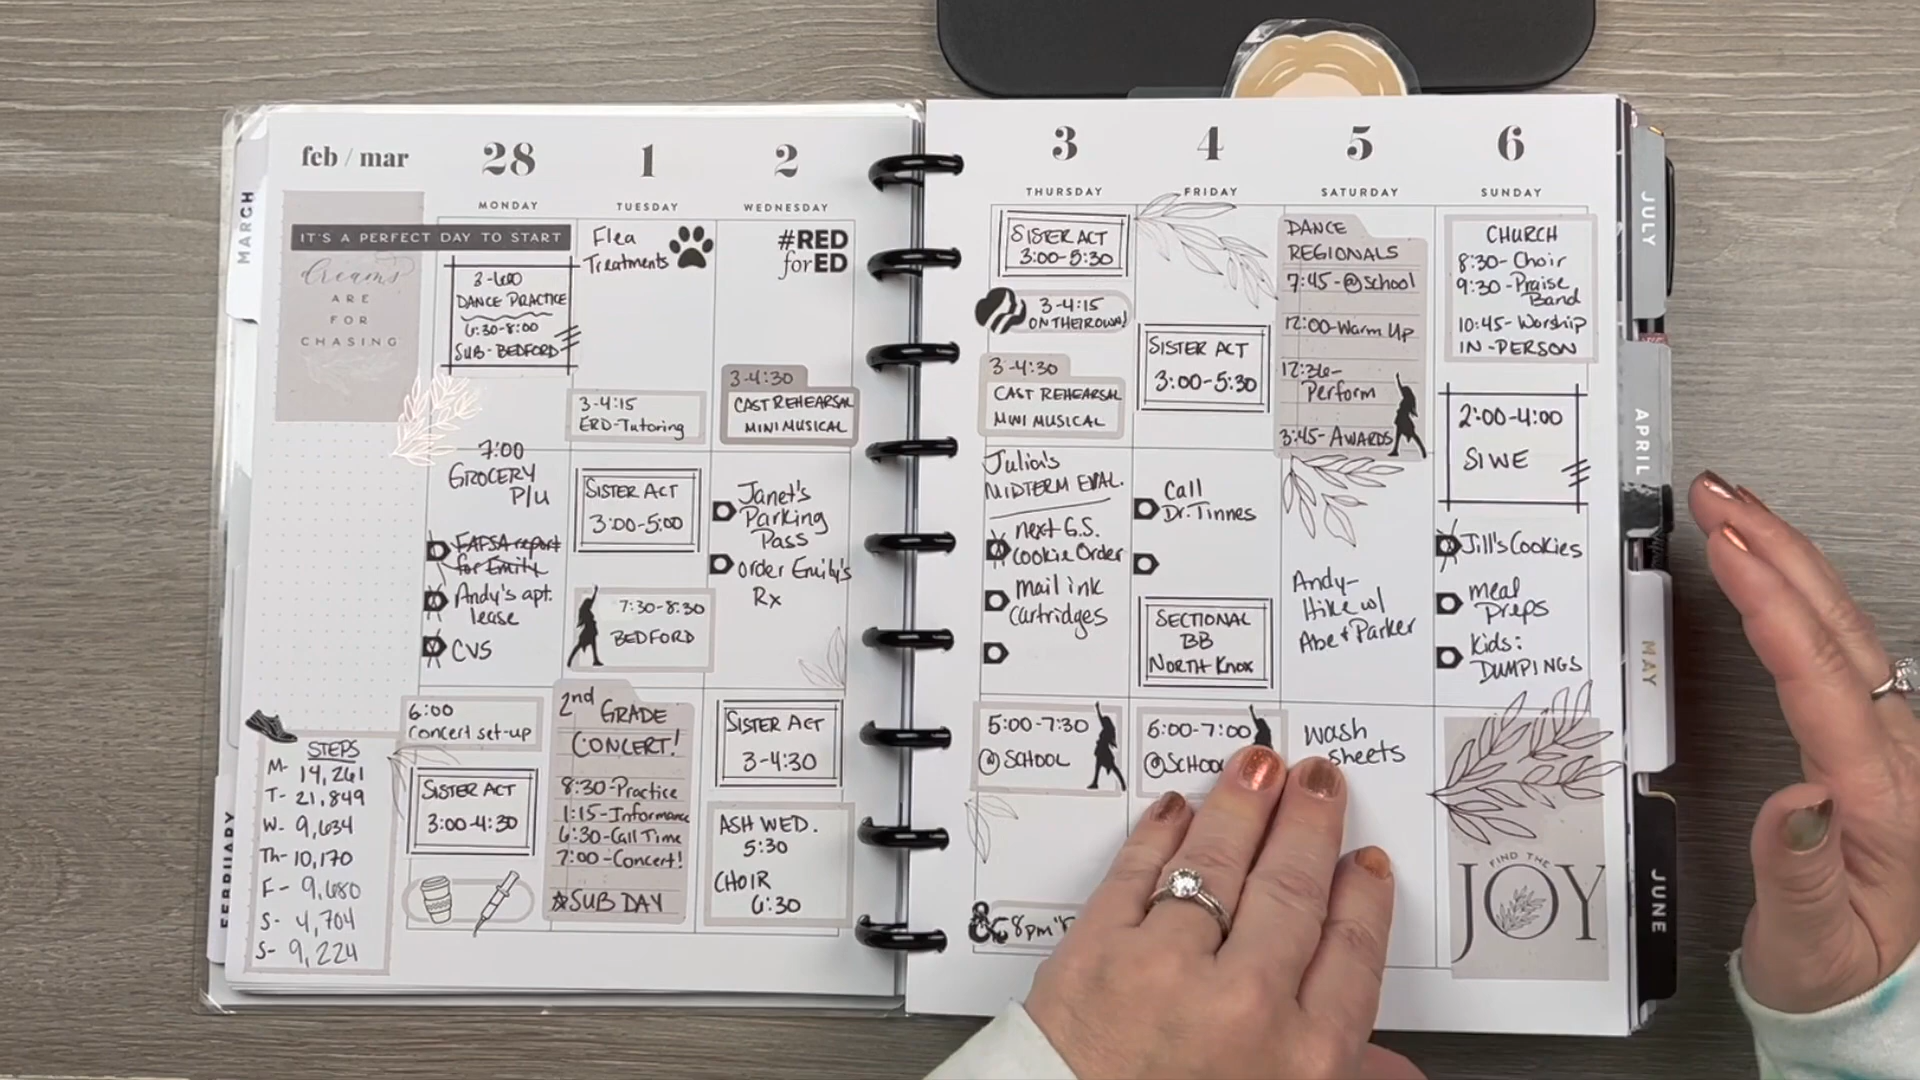 feb / mar
28
MONDAY
1
TUESDAY
2
WEDNESDAY
3
THURSDAY
4
FRIDAY
5
SATURDAY
6
SUNDAY
MARCH
FEBRUARY
IT'S A PERFECT DAY TO START
dreams
ARE
FOR
CHASING
STEPS
M- 14,261
T- 21,849
W- 9,634
Th- 10,170
F- 9,680
S- 4,704
S- 9,224
3-6:00
DANCE PRACTICE
6:30-8:00
SUB-BEDFORD
7:00
GROCERY
P/U
FAFSA report
for Emily
Andy's apt.
lease
CVS
6:00
concert set-up
SISTER ACT
3:00-4:30
Flea
Treatments
3-4:15
ERD-Tutoring
SISTER ACT
3:00-5:00
7:30-8:30
BEDFORD
2nd GRADE
CONCERT!
8:30-Practice
1:15-Informance
6:30-Call Time
7:00-Concert!
SUB DAY
#RED
forED
3-4:30
CAST REHEARSAL
MINI MUSICAL
Janet's
Parking
Pass
order Emily's
Rx
SISTER ACT
3-4:30
ASH WED.
5:30
CHOIR
6:30
SISTER ACT
3:00-5:30
3-4:15
ON THEIR OWN!
3-4:30
CAST REHEARSAL
MINI MUSICAL
Julia's
MIDTERM EVAL.
next G.S.
Cookie Order
mail ink
Cartridges
5:00-7:30
@SCHOOL
& 8pm
SISTER ACT
3:00-5:30
Call
Dr. Tinnes
SECTIONAL
BB
NORTH KNOX
5:00-7:00
@SCHOOL
DANCE
REGIONALS
7:45-@school
12:00-Warm Up
12:36-
Perform
3:45-AWARDS
Andy-
Hike w/
Abe + Parker
wash
sheets
CHURCH
8:30-Choir
9:30-Praise
Band
10:45-Worship
IN-PERSON
2:00-4:00
SIWE
Jill's Cookies
meal
Preps
Kids:
DUMPINGS
FIND THE
JOY
JULY
APRIL
MAY
JUNE